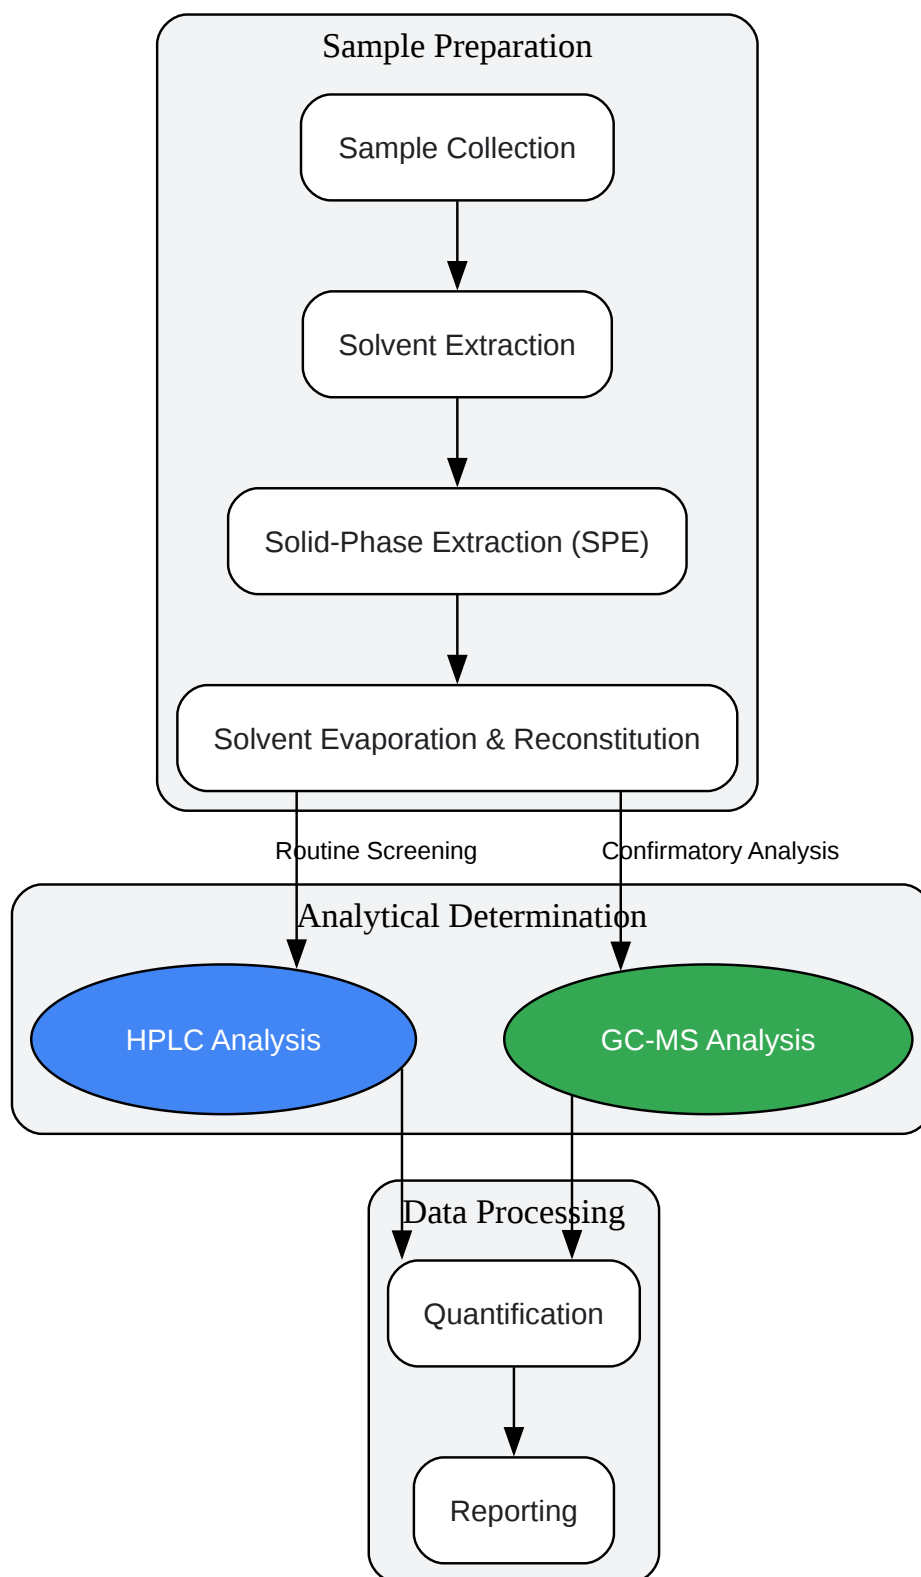 Sample Preparation
Sample Collection
Solvent Extraction
Solid-Phase Extraction (SPE)
Solvent Evaporation & Reconstitution
Routine Screening
Confirmatory Analysis
Analytical Determination
HPLC Analysis
GC-MS Analysis
Data Processing
Quantification
Reporting